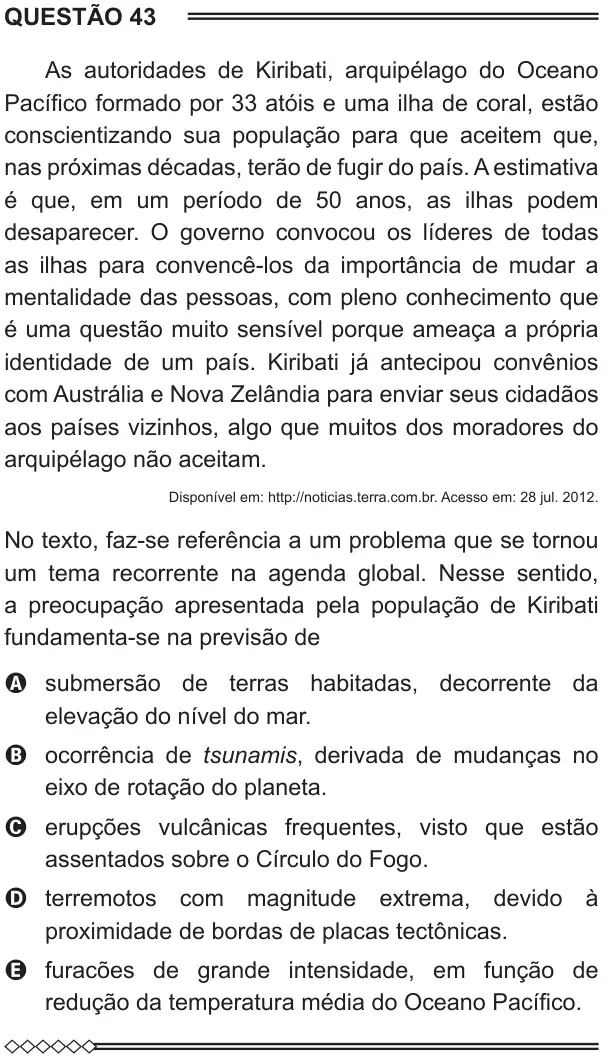 QUESTÃO 43
As autoridades de Kiribati, arquipélago do Oceano
Pacífico formado por 33 atóis e uma ilha de coral, estão
conscientizando sua população para que aceitem que,
nas próximas décadas, terão de fugir do país. A estimativa
é que, em um período de 50 anos, as ilhas podem
desaparecer. O governo convocou os líderes de todas
as ilhas para convencê-los da importância de mudar a
mentalidade das pessoas, com pleno conhecimento que
é uma questão muito sensível porque ameaça a própria
identidade de um país. Kiribati já antecipou convênios
com Austrália e Nova Zelândia para enviar seus cidadãos
aos países vizinhos, algo que muitos dos moradores do
arquipélago não aceitam.
Disponível em: http://noticias.terra.com.br. Acesso em: 28 jul. 2012.
No texto, faz-se referência a um problema que se tornou
um tema recorrente na agenda global. Nesse sentido,
a preocupação apresentada pela população de Kiribati
fundamenta-se na previsão de
A submersão de terras habitadas, decorrente da
elevação do nível do mar.
B ocorrência de tsunamis, derivada de mudanças no
eixo de rotação do planeta.
C erupções vulcânicas frequentes, visto que estão
assentados sobre o Círculo do Fogo.
D terremotos com magnitude extrema, devido à
proximidade de bordas de placas tectônicas.
E furacões de grande intensidade, em função de
redução da temperatura média do Oceano Pacífico.